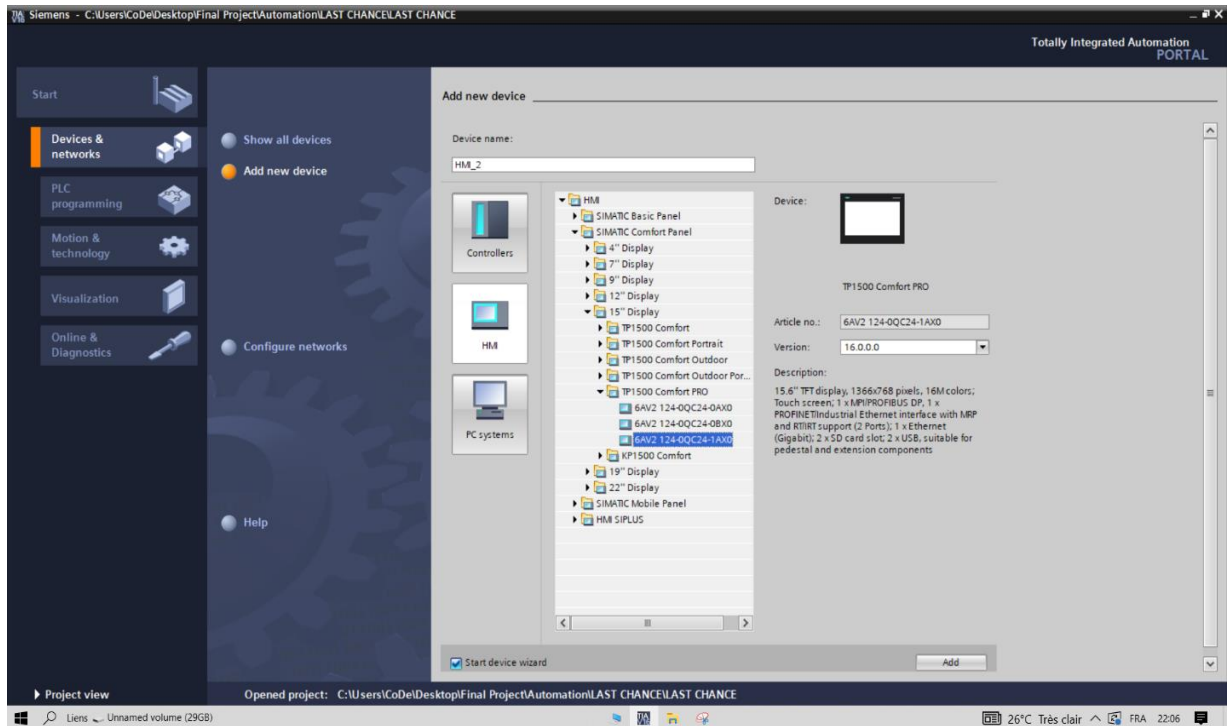 Siemens - C:\Users\CoDe\Desktop\Final Project\Automation\LAST CHANCE\LAST CHANCE
Totally Integrated Automation
PORTAL
Start
Devices &
networks
PLC
programming
Motion &
technology
Visualization
Online &
Diagnostics
Show all devices
Add new device
Configure networks
Help
Add new device
Device name:
HMI_2
Controllers
HMI
PC systems
HMI
SIMATIC Basic Panel
SIMATIC Comfort Panel
4" Display
7" Display
9" Display
12" Display
15" Display
TP1500 Comfort
TP1500 Comfort Portrait
TP1500 Comfort Outdoor
TP1500 Comfort Outdoor Por...
TP1500 Comfort PRO
6AV2 124-0QC24-0AX0
6AV2 124-0QC24-0BX0
6AV2 124-0QC24-1AX0
KP1500 Comfort
19" Display
22" Display
SIMATIC Mobile Panel
HMI SIPLUS
Device:
TP1500 Comfort PRO
Article no.: 6AV2 124-0QC24-1AX0
Version: 16.0.0.0
Description:
15.6" TFT display, 1366x768 pixels, 16M colors;
Touch screen; 1 x MPI/PROFIBUS DP, 1 x
PROFINET/Industrial Ethernet interface with MRP
and RT/IRT support (2 Ports); 1 x Ethernet
(Gigabit); 2 x SD card slot; 2 x USB, suitable for
pedestal and extension components
Start device wizard
Add
Project view
Opened project: C:\Users\CoDe\Desktop\Final Project\Automation\LAST CHANCE\LAST CHANCE
Liens
Unnamed volume (29GB)
26°C Très clair
FRA
22:06